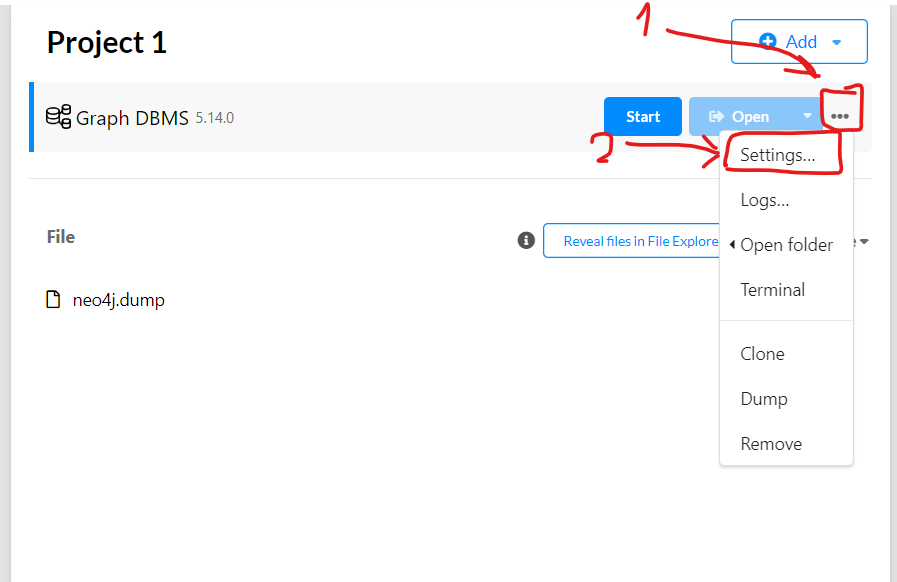 1
Project 1
Add
Graph DBMS 5.14.0
Start
Open
2
Settings...
Logs...
File
Reveal files in File Explore
Open folder
neo4j.dump
Terminal
Clone
Dump
Remove